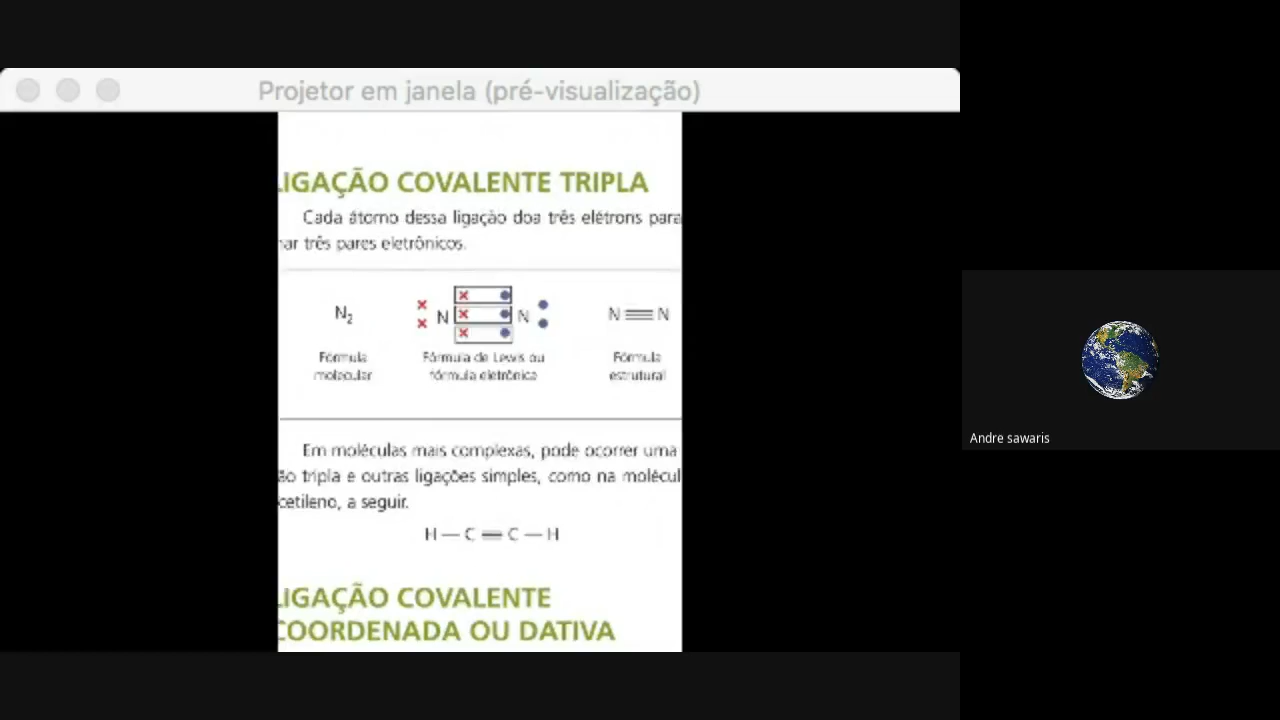 Projetor em janela (pré-visualização)
LIGAÇÃO COVALENTE TRIPLA
Cada átomo dessa ligação doa três elétrons para
três pares eletrônicos.
N₂
x x N x x x N
N≡N
Fórmula molecular
Fórmula de Lewis ou fórmula eletrônica
Fórmula estrutural
Em moléculas mais complexas, pode ocorrer uma
tripla e outras ligações simples, como na molécul
cetileno, a seguir.
H — C ≡ C — H
LIGAÇÃO COVALENTE
COORDENADA OU DATIVA
Andre sawaris